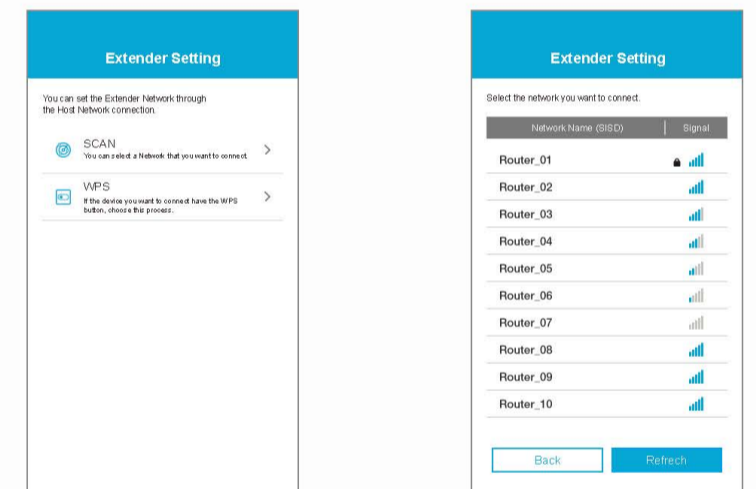 Extender Setting
You can set the Extender Network through
the Host Network connection.
SCAN
You can select a Network that you want to connect.
WPS
If the device you want to connect have the WPS
button, choose this process.
Extender Setting
Select the network you want to connect.
Network Name (SISD) Signal
Router_01
Router_02
Router_03
Router_04
Router_05
Router_06
Router_07
Router_08
Router_09
Router_10
Back Refrech